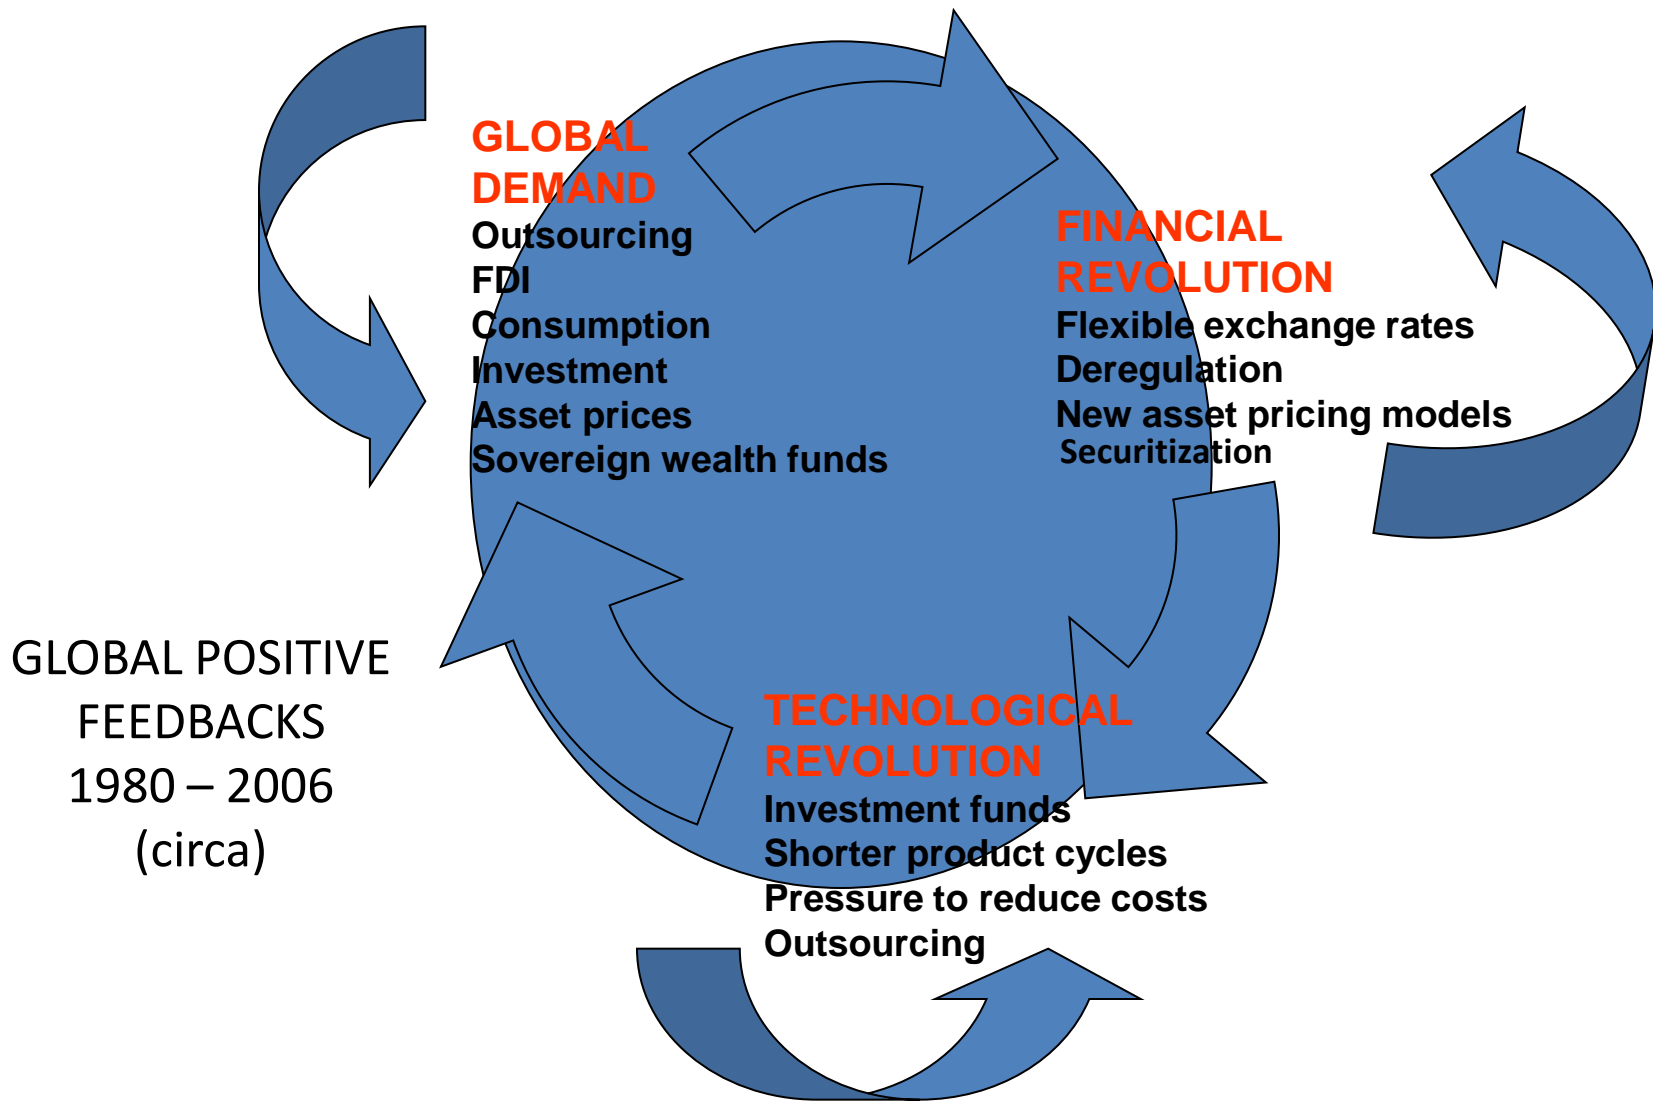 GLOBAL
DEMAND
Outsourcing
FDI
Consumption
Investment
Asset prices
Sovereign wealth funds
FINANCIAL
REVOLUTION
Flexible exchange rates
Deregulation
New asset pricing models
Securitization
TECHNOLOGICAL
REVOLUTION
Investment funds
Shorter product cycles
Pressure to reduce costs
Outsourcing
GLOBAL POSITIVE
FEEDBACKS
1980 – 2006
(circa)